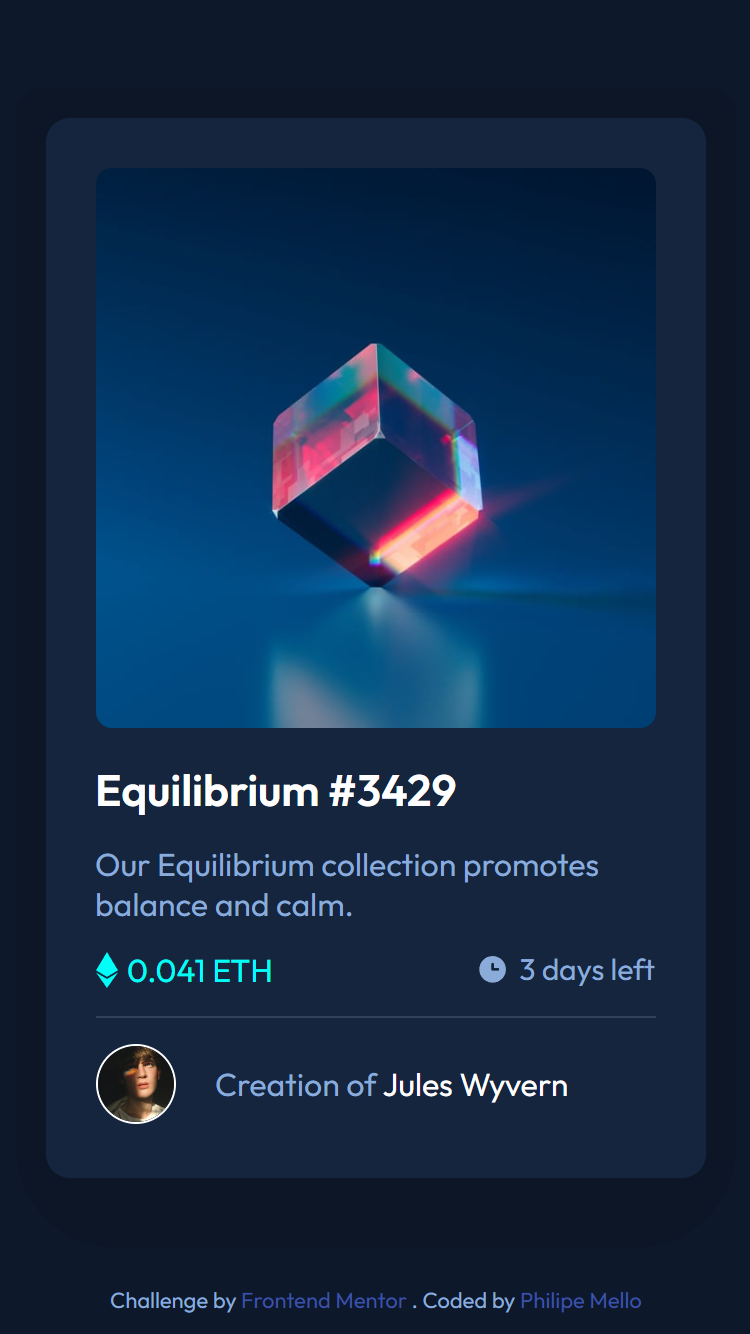 Equilibrium #3429
Our Equilibrium collection promotes
balance and calm.
0.041 ETH
3 days left
Creation of Jules Wyvern
Challenge by Frontend Mentor . Coded by Philipe Mello